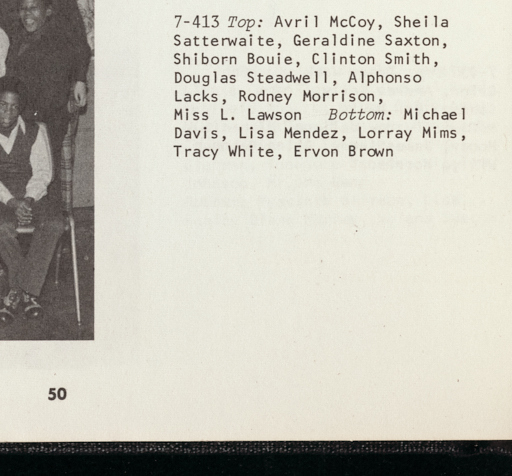 7-413 Top: Avril McCoy, Sheila
Satterwaite, Geraldine Saxton,
Shiborn Bouie, Clinton Smith,
Douglas Steadwell, Alphonso
Lacks, Rodney Morrison,
Miss L. Lawson Bottom: Michael
Davis, Lisa Mendez, Lorray Mims,
Tracy White, Ervon Brown
50